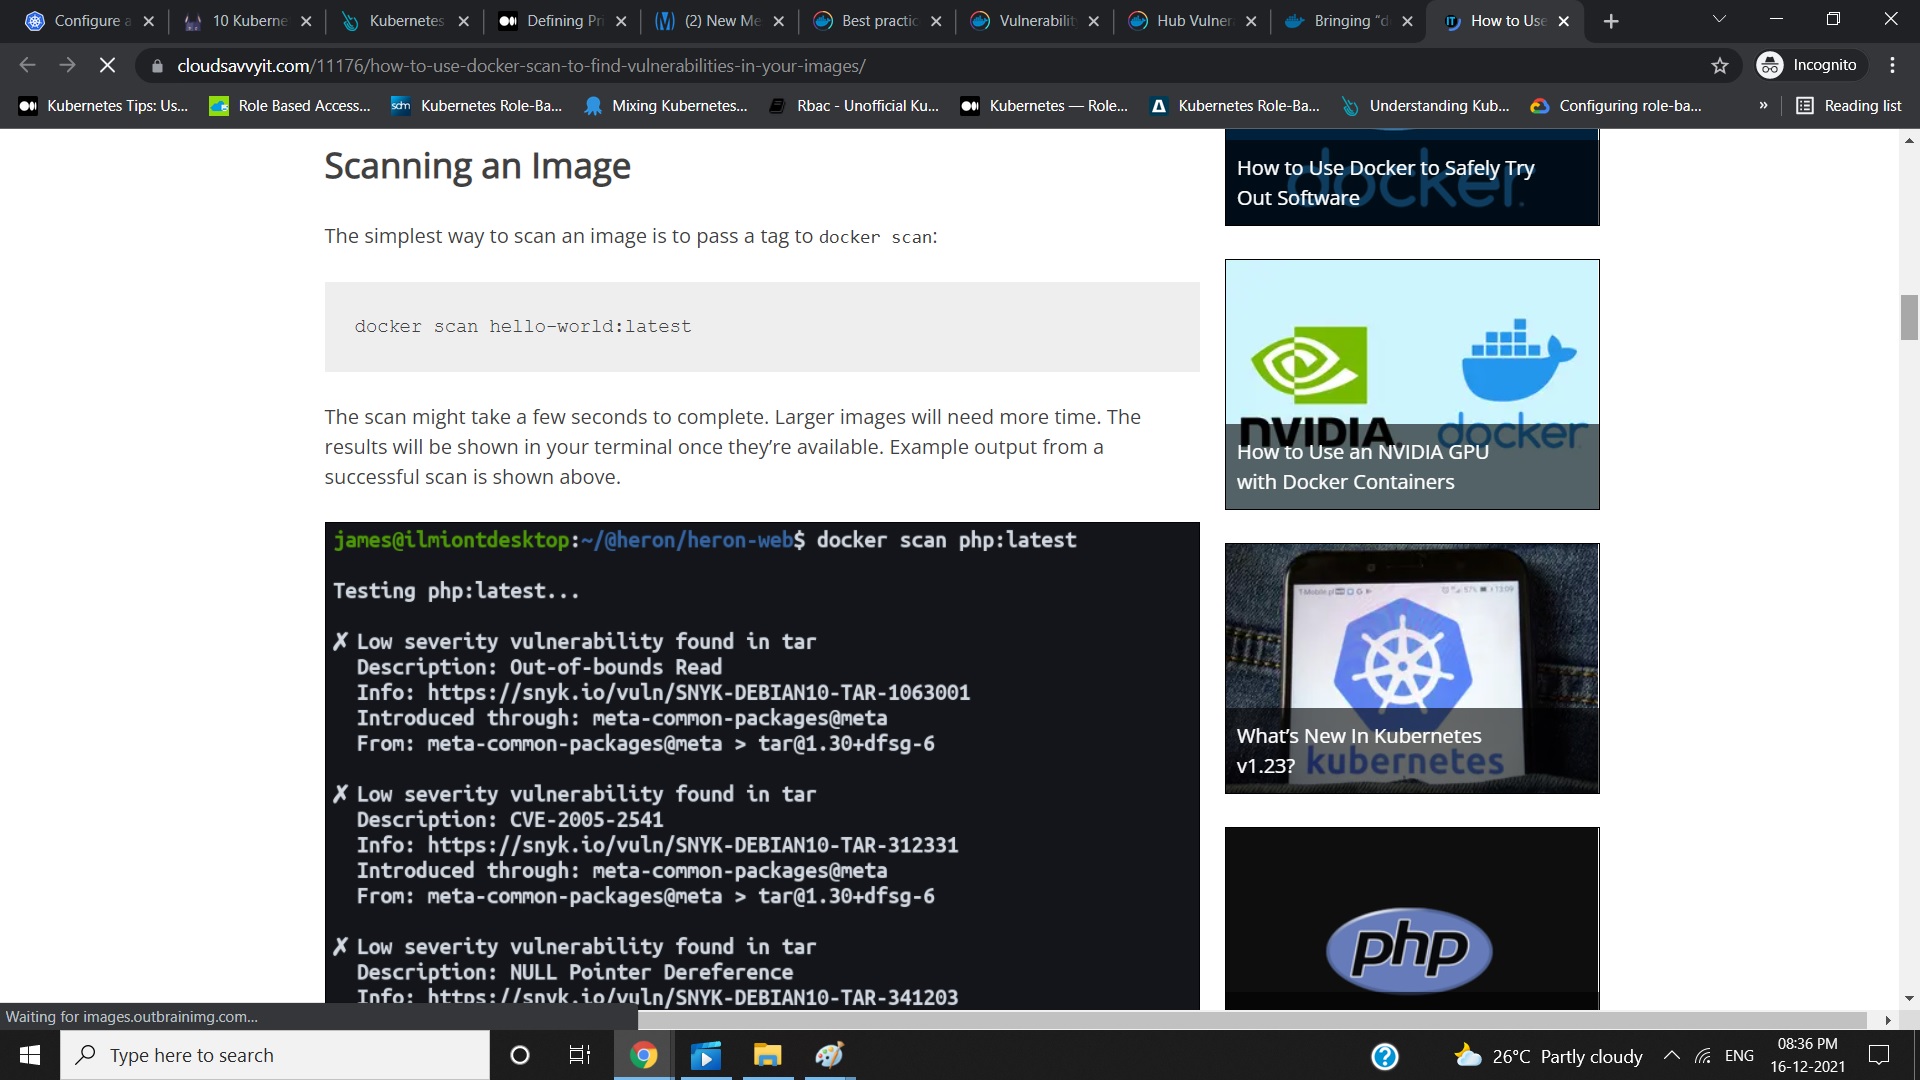 Configure a
10 Kuberne
Kubernetes
Defining Pri
(2) New Me
Best practic
Vulnerability
Hub Vulner
Bringing “d
How to Use
cloudsavvyit.com/11176/how-to-use-docker-scan-to-find-vulnerabilities-in-your-images/
Incognito
Kubernetes Tips: Us...
Role Based Access...
sdm
Kubernetes Role-Ba...
Mixing Kubernetes...
Rbac - Unofficial Ku...
Kubernetes — Role...
Kubernetes Role-Ba...
Understanding Kub...
Configuring role-ba...
»
Reading list
Scanning an Image
The simplest way to scan an image is to pass a tag to docker scan:
docker scan hello-world:latest
The scan might take a few seconds to complete. Larger images will need more time. The
results will be shown in your terminal once they’re available. Example output from a
successful scan is shown above.
james@ilmiontdesktop:~/@heron/heron-web$ docker scan php:latest
Testing php:latest...
✗ Low severity vulnerability found in tar
Description: Out-of-bounds Read
Info: https://snyk.io/vuln/SNYK-DEBIAN10-TAR-1063001
Introduced through: meta-common-packages@meta
From: meta-common-packages@meta > tar@1.30+dfsg-6
✗ Low severity vulnerability found in tar
Description: CVE-2005-2541
Info: https://snyk.io/vuln/SNYK-DEBIAN10-TAR-312331
Introduced through: meta-common-packages@meta
From: meta-common-packages@meta > tar@1.30+dfsg-6
✗ Low severity vulnerability found in tar
Description: NULL Pointer Dereference
Info: https://snyk.io/vuln/SNYK-DEBIAN10-TAR-341203
docker
How to Use Docker to Safely Try
Out Software
NVIDIA.
docker
How to Use an NVIDIA GPU
with Docker Containers
What’s New In Kubernetes
v1.23?
kubernetes
php
Waiting for images.outbrainimg.com...
Type here to search
26°C Partly cloudy
ENG
08:36 PM
16-12-2021